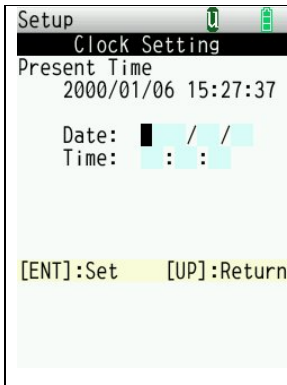 Setup u
Clock Setting
Present Time
2000/01/06 15:27:37
Date: / /
Time: : :
[ENT]:Set [UP]:Return